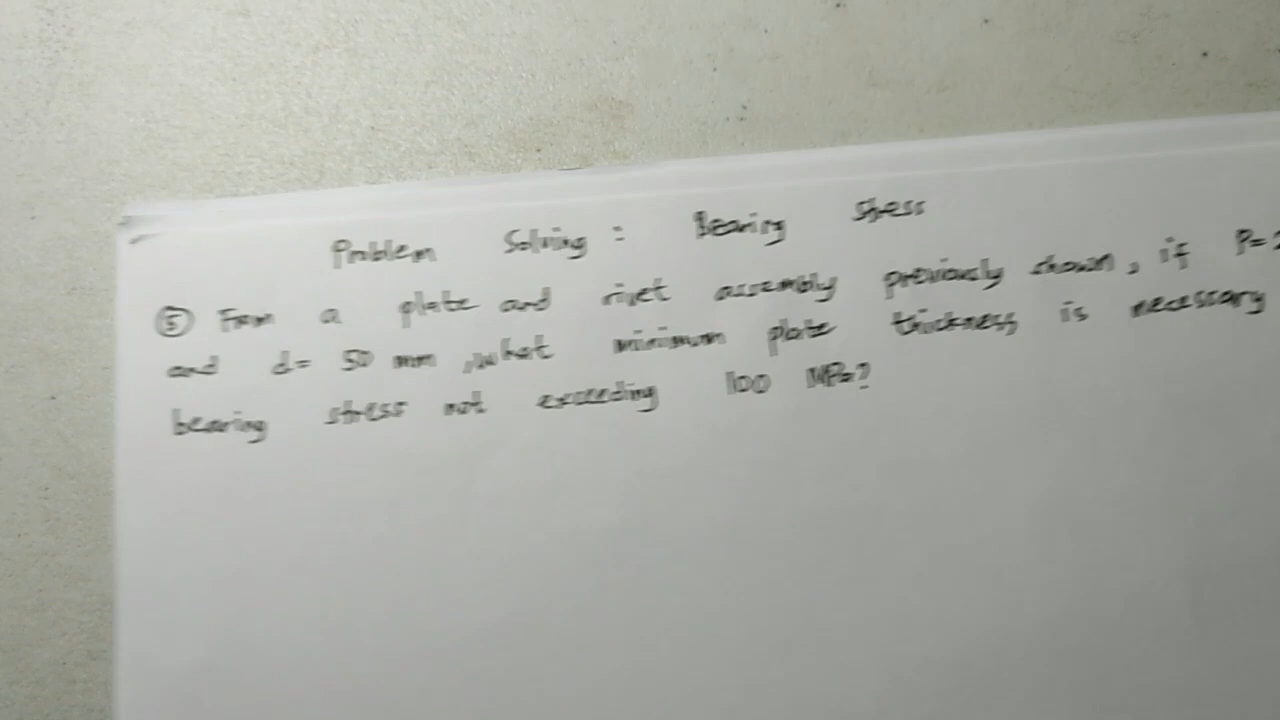 Problem Solving : Bearing Stress
⑤ From a plate and rivet assembly previously shown, if P=
and d= 50 mm, what minimum plate thickness is necessary
bearing stress not exceeding 100 MPa?